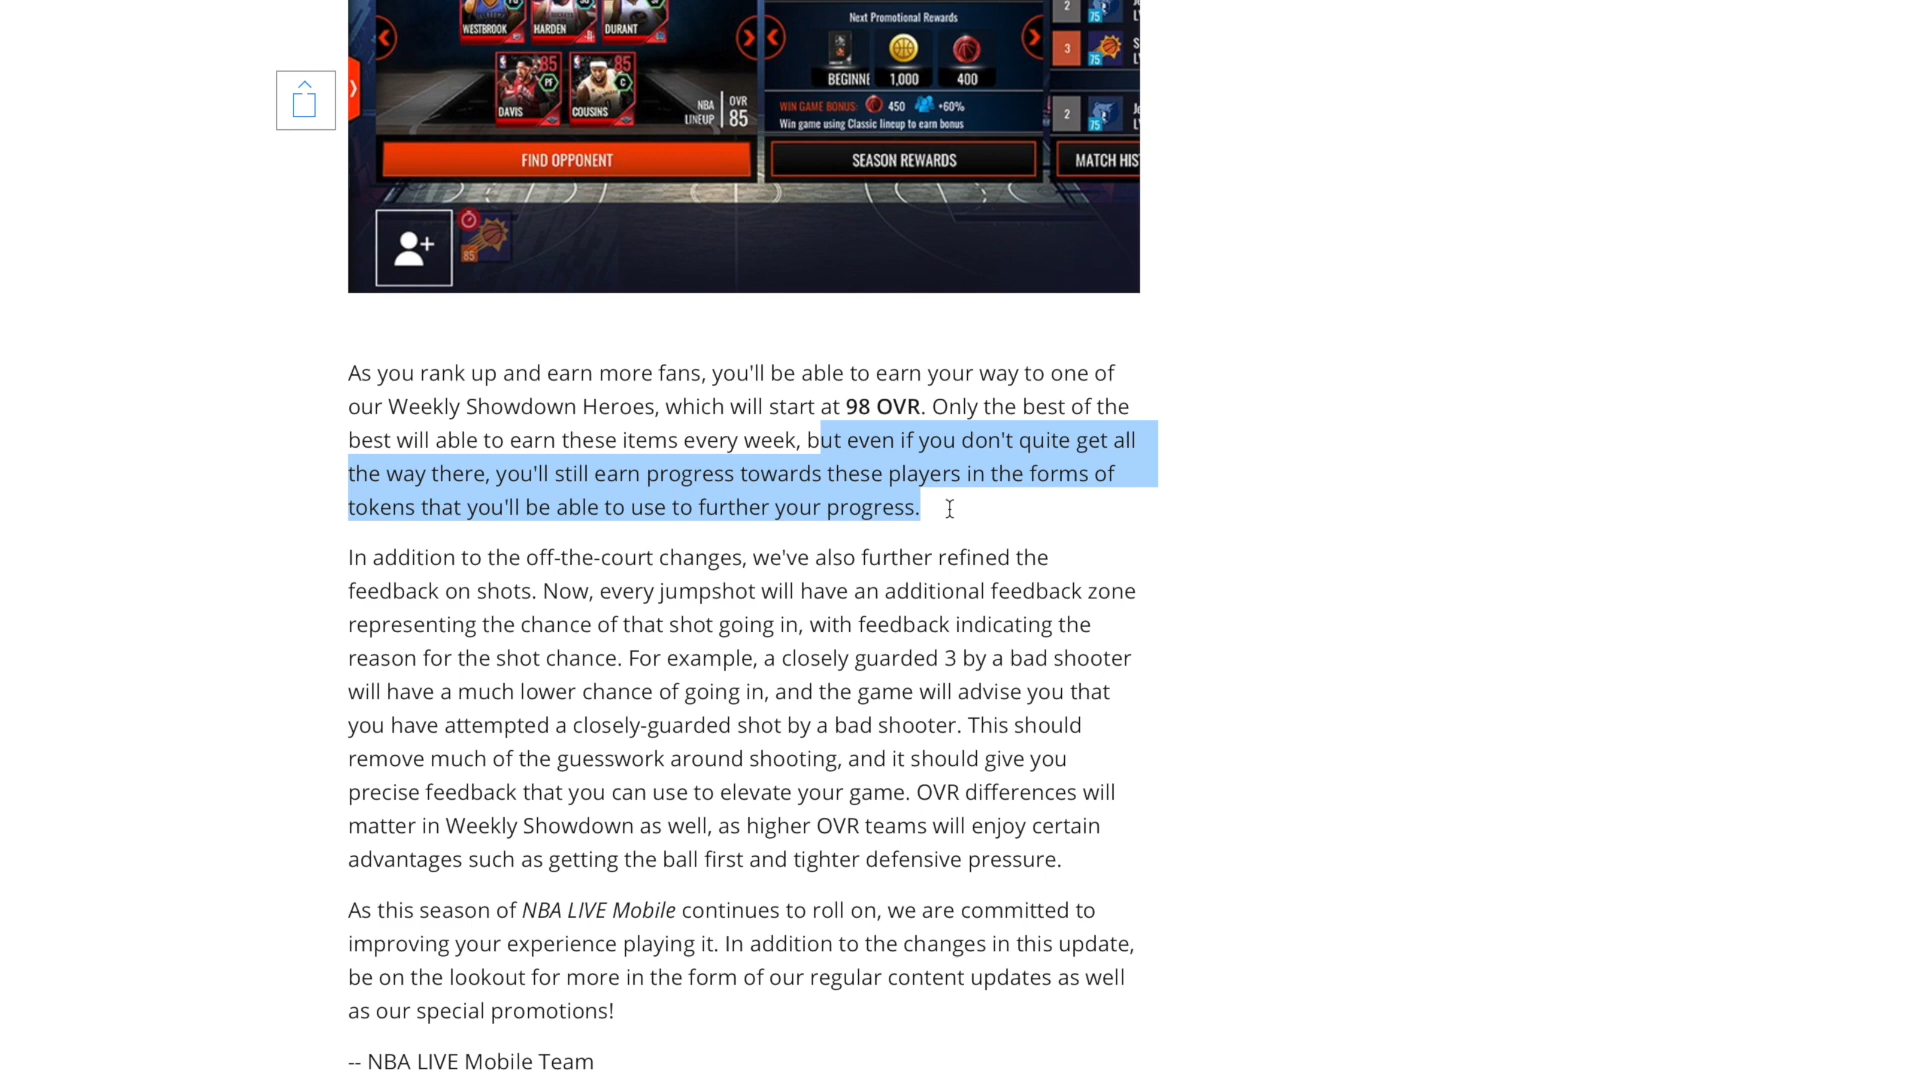 WESTBROOK HARDEN DURANT
85 PF 85 C
DAVIS COUSINS
NBA LINEUP OVR 85
FIND OPPONENT
Next Promotional Rewards
BEGINNE 1,000 400
WIN GAME BONUS: 450 +60%
Win game using Classic lineup to earn bonus
SEASON REWARDS
2 75
3 75 S
2 75
MATCH HIS
85
As you rank up and earn more fans, you'll be able to earn your way to one of
our Weekly Showdown Heroes, which will start at 98 OVR. Only the best of the
best will able to earn these items every week, but even if you don't quite get all
the way there, you'll still earn progress towards these players in the forms of
tokens that you'll be able to use to further your progress.
In addition to the off-the-court changes, we've also further refined the
feedback on shots. Now, every jumpshot will have an additional feedback zone
representing the chance of that shot going in, with feedback indicating the
reason for the shot chance. For example, a closely guarded 3 by a bad shooter
will have a much lower chance of going in, and the game will advise you that
you have attempted a closely-guarded shot by a bad shooter. This should
remove much of the guesswork around shooting, and it should give you
precise feedback that you can use to elevate your game. OVR differences will
matter in Weekly Showdown as well, as higher OVR teams will enjoy certain
advantages such as getting the ball first and tighter defensive pressure.
As this season of NBA LIVE Mobile continues to roll on, we are committed to
improving your experience playing it. In addition to the changes in this update,
be on the lookout for more in the form of our regular content updates as well
as our special promotions!
-- NBA LIVE Mobile Team